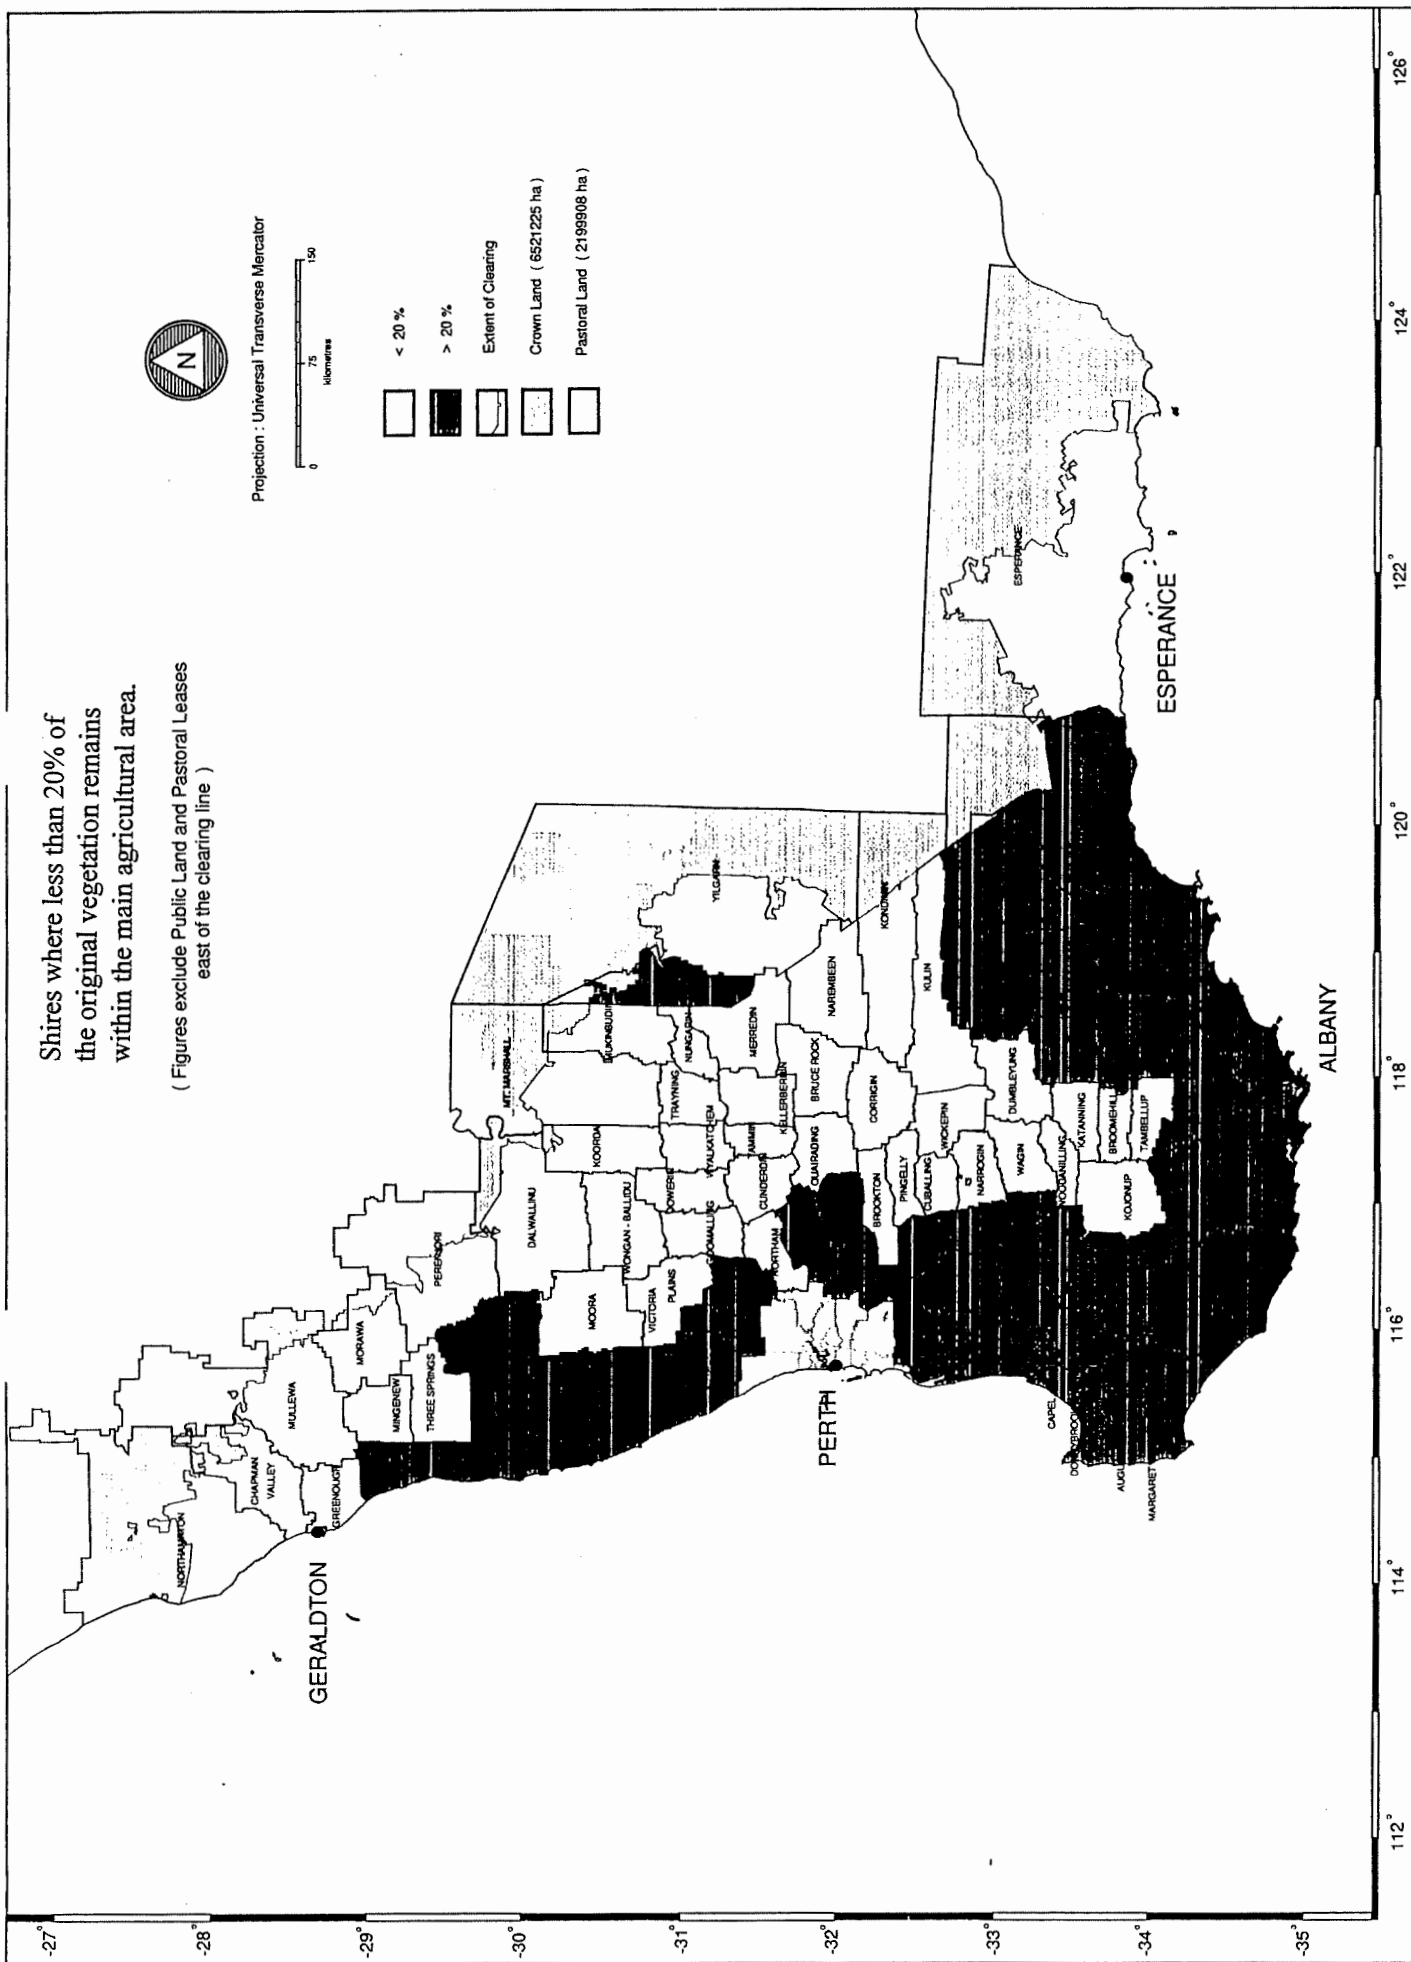 Shires where less than 20% of
the original vegetation remains
within the main agricultural area.
( Figures exclude Public Land and Pastoral Leases
east of the clearing line )
N
Projection : Universal Transverse Mercator
0 75 150
kilometres
< 20 %
> 20 %
Extent of Clearing
Crown Land ( 6521225 ha )
Pastoral Land ( 2199908 ha )
NORTHAMPTON
CHAPMAN
VALLEY
MULLEWA
GREENOUGH
GERALDTON
MORAWA
MINGENEW
THREE SPRINGS
PERENJORI
DALWALLINU
MT. MARSHALL
MOORA
WONGAN - BALLIDU
KOORDA
MUKINBUDIN
VICTORIA
PLAINS
DOWERIN
TRAYNING
NUNGARIN
YILGARN
GOOMALLING
WYALKATCHEM
MERREDIN
NORTHAM
CUNDERDIN
TAMMIN
KELLERBERRIN
PERTH
QUAIRADING
BRUCE ROCK
NAREMBEEN
BROOKTON
CORRIGIN
KONDININ
PINGELLY
CUBALLING
WICKEPIN
KULIN
NARROGIN
WAGIN
DUMBLEYUNG
WOODANILLING
KATANNING
BROOMEHILL
KOJONUP
TAMBELLUP
CAPEL
DONNYBROOK
MARGARET
ALBANY
ESPERANCE
ESPERANCE
-27°
-28°
-29°
-30°
-31°
-32°
-33°
-34°
-35°
112°
114°
116°
118°
120°
122°
124°
126°